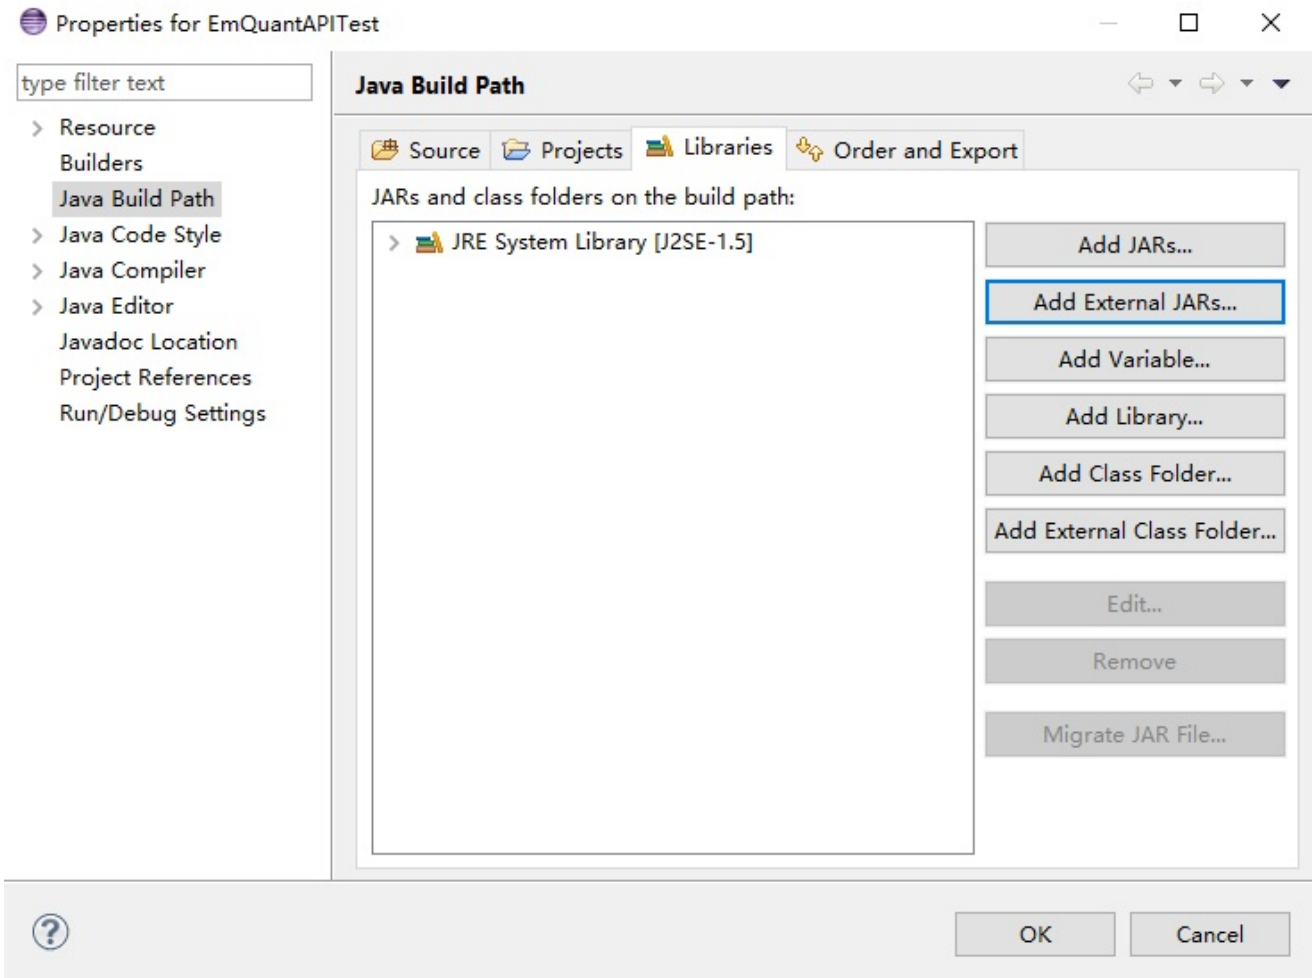 Properties for EmQuantAPITest
type filter text
Resource
Builders
Java Build Path
Java Code Style
Java Compiler
Java Editor
Javadoc Location
Project References
Run/Debug Settings
Java Build Path
Source Projects Libraries Order and Export
JARs and class folders on the build path:
JRE System Library [J2SE-1.5]
Add JARs...
Add External JARs...
Add Variable...
Add Library...
Add Class Folder...
Add External Class Folder...
Edit...
Remove
Migrate JAR File...
?
OK Cancel